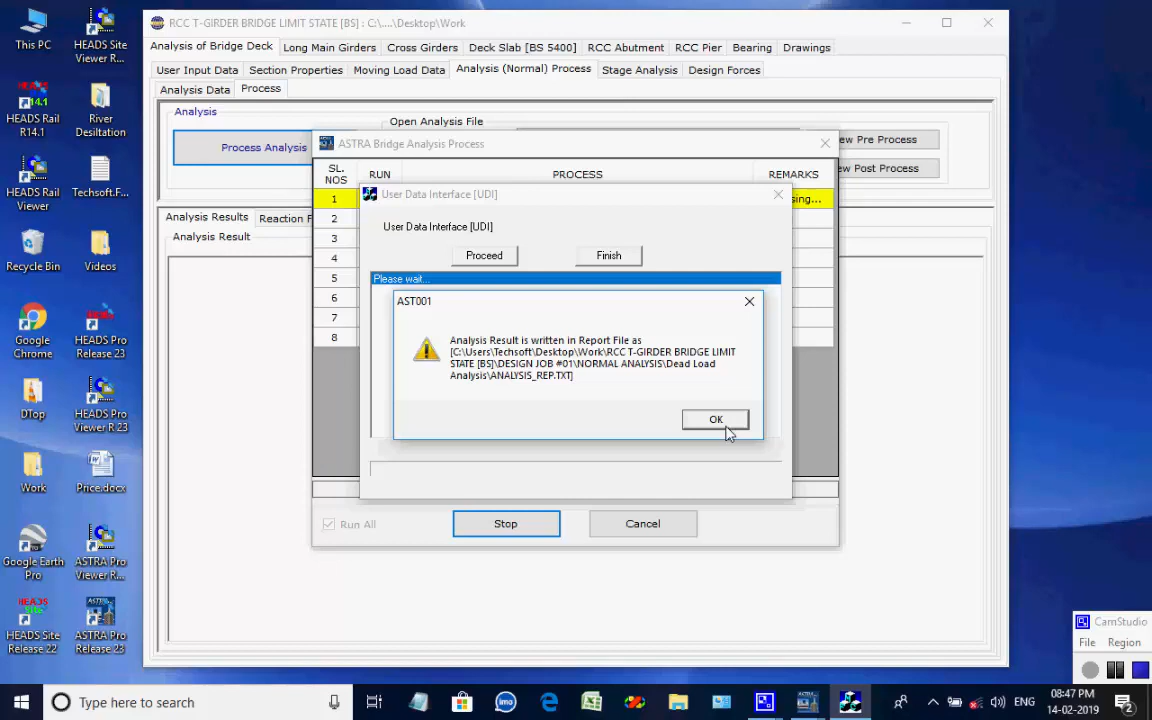 This PC
HEADS Site
Viewer R...
HEADS Rail
R14.1
River
Desiltation
HEADS Rail
Viewer
Techsoft.F...
Recycle Bin
Videos
Google
Chrome
HEADS Pro
Release 23
DTop
HEADS Pro
Viewer R 23
Work
Price.docx
Google Earth
Pro
ASTRA Pro
Viewer R...
HEADS Site
Release 22
ASTRA Pro
Release 23
RCC T-GIRDER BRIDGE LIMIT STATE [BS] : C:\....\Desktop\Work
Analysis of Bridge Deck
Long Main Girders
Cross Girders
Deck Slab [BS 5400]
RCC Abutment
RCC Pier
Bearing
Drawings
User Input Data
Section Properties
Moving Load Data
Analysis (Normal) Process
Stage Analysis
Design Forces
Analysis Data
Process
Analysis
Open Analysis File
Process Analysis
ew Pre Process
ew Post Process
Analysis Results
Reaction F
Analysis Result
ASTRA Bridge Analysis Process
SL.
NOS
RUN
PROCESS
REMARKS
1
sing...
2
3
4
5
6
7
8
User Data Interface [UDI]
User Data Interface [UDI]
Proceed
Finish
Please wait...
AST001
Analysis Result is written in Report File as
[C:\Users\Techsoft\Desktop\Work\RCC T-GIRDER BRIDGE LIMIT
STATE [BS]\DESIGN JOB #01\NORMAL ANALYSIS\Dead Load
Analysis\ANALYSIS_REP.TXT]
OK
Run All
Stop
Cancel
CamStudio
File
Region
Type here to search
imo
ENG
08:47 PM
14-02-2019
2